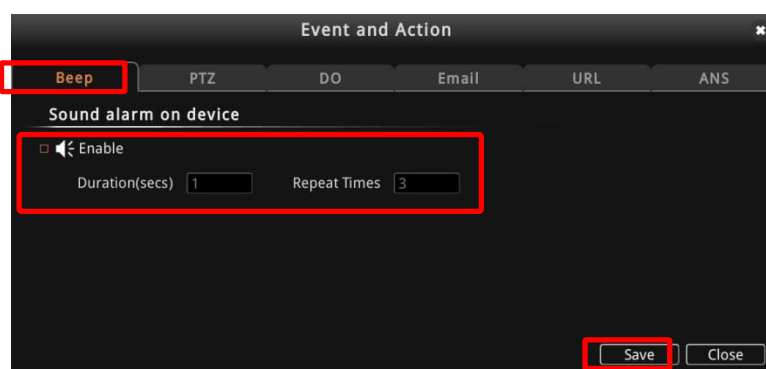 Event and Action
Beep PTZ DO Email URL ANS
Sound alarm on device
Enable
Duration(secs) 1 Repeat Times 3
Save Close